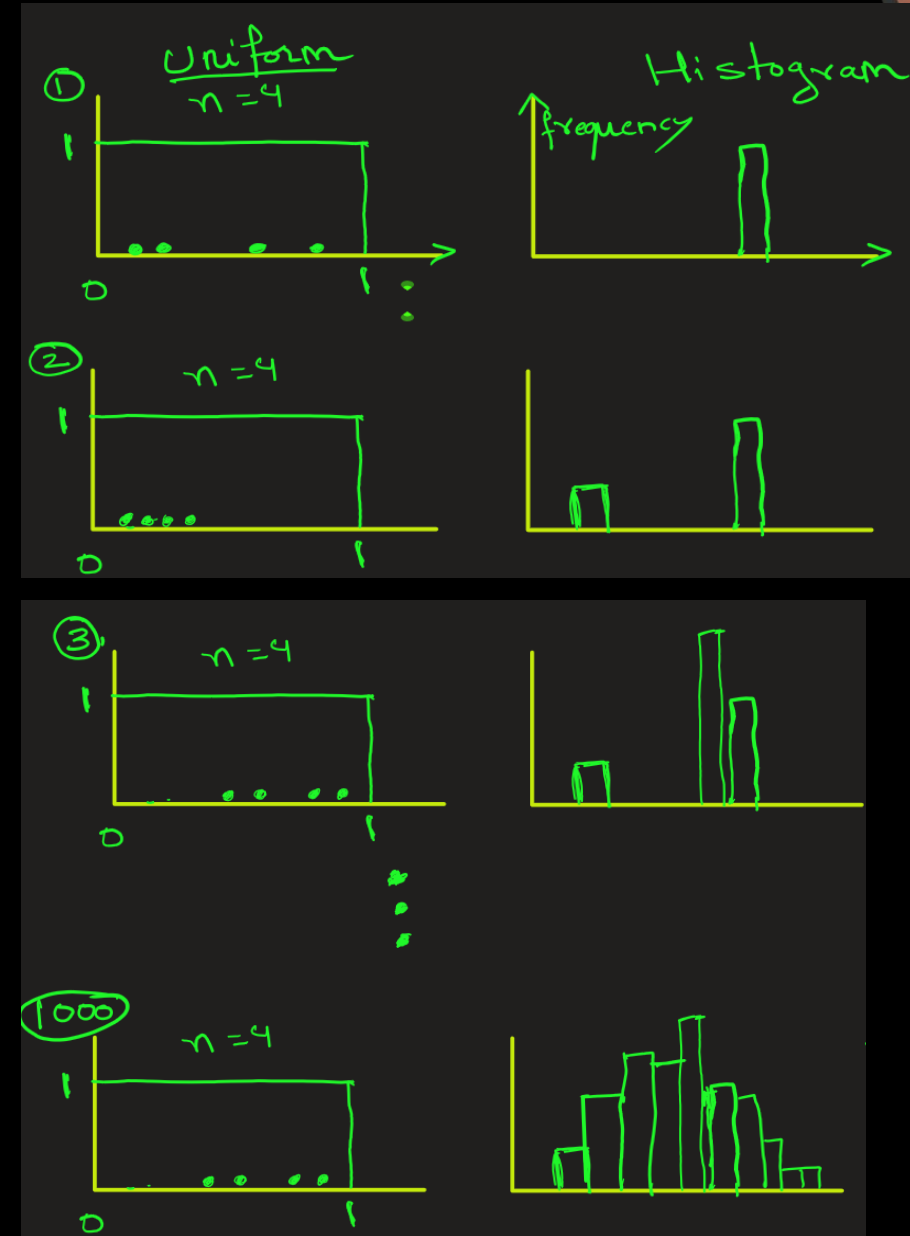 Uniform
Histogram
①
n = 4
1
frequency
0
1
②
n = 4
1
0
1
③
n = 4
1
0
1
1000
n = 4
1
0
1